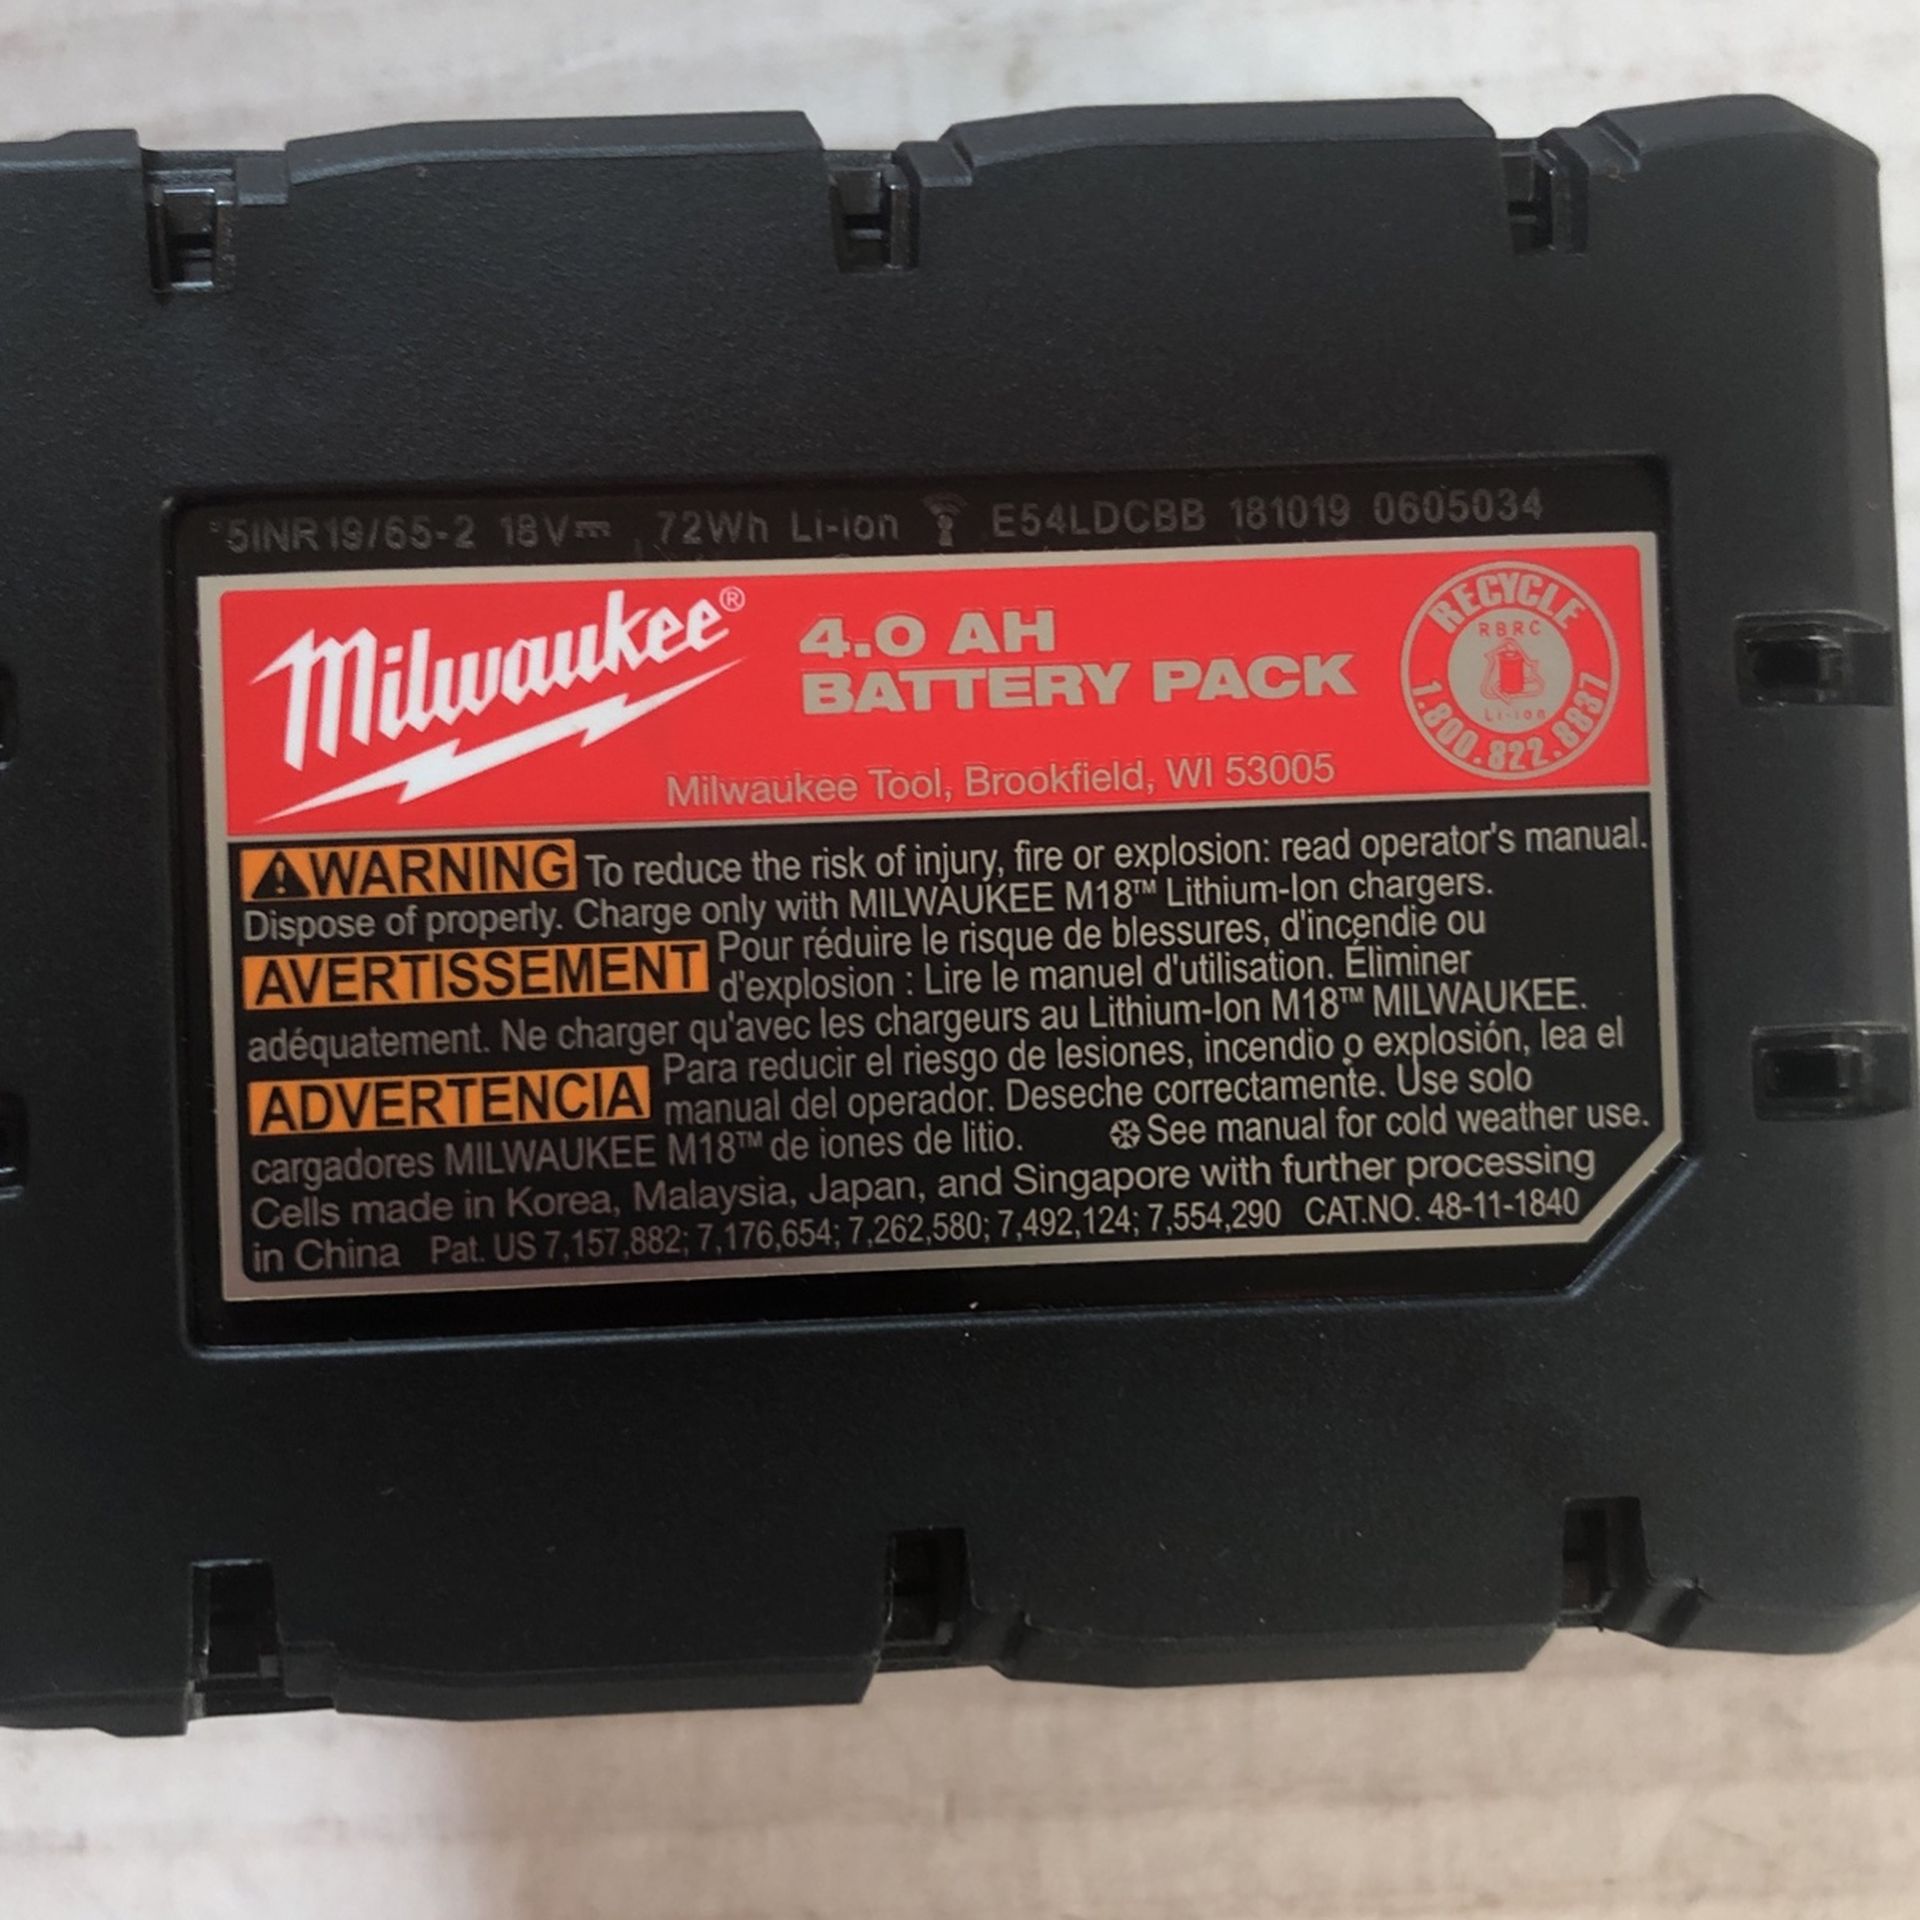 5INR19/65-2 18V⎓ 72Wh Li-ion E54LDCBB 181019 0605034
Milwaukee®
4.0 AH
BATTERY PACK
RECYCLE
RBRC
Li-ion
1.800.822.8837
Milwaukee Tool, Brookfield, WI 53005
⚠WARNING To reduce the risk of injury, fire or explosion: read operator's manual.
Dispose of properly. Charge only with MILWAUKEE M18™ Lithium-Ion chargers.
AVERTISSEMENT Pour réduire le risque de blessures, d'incendie ou
d'explosion : Lire le manuel d'utilisation. Éliminer
adéquatement. Ne charger qu'avec les chargeurs au Lithium-Ion M18™ MILWAUKEE.
ADVERTENCIA Para reducir el riesgo de lesiones, incendio o explosión, lea el
manual del operador. Deseche correctamente. Use solo
cargadores MILWAUKEE M18™ de iones de litio. ❄See manual for cold weather use.
Cells made in Korea, Malaysia, Japan, and Singapore with further processing
in China Pat. US 7,157,882; 7,176,654; 7,262,580; 7,492,124; 7,554,290 CAT.NO. 48-11-1840